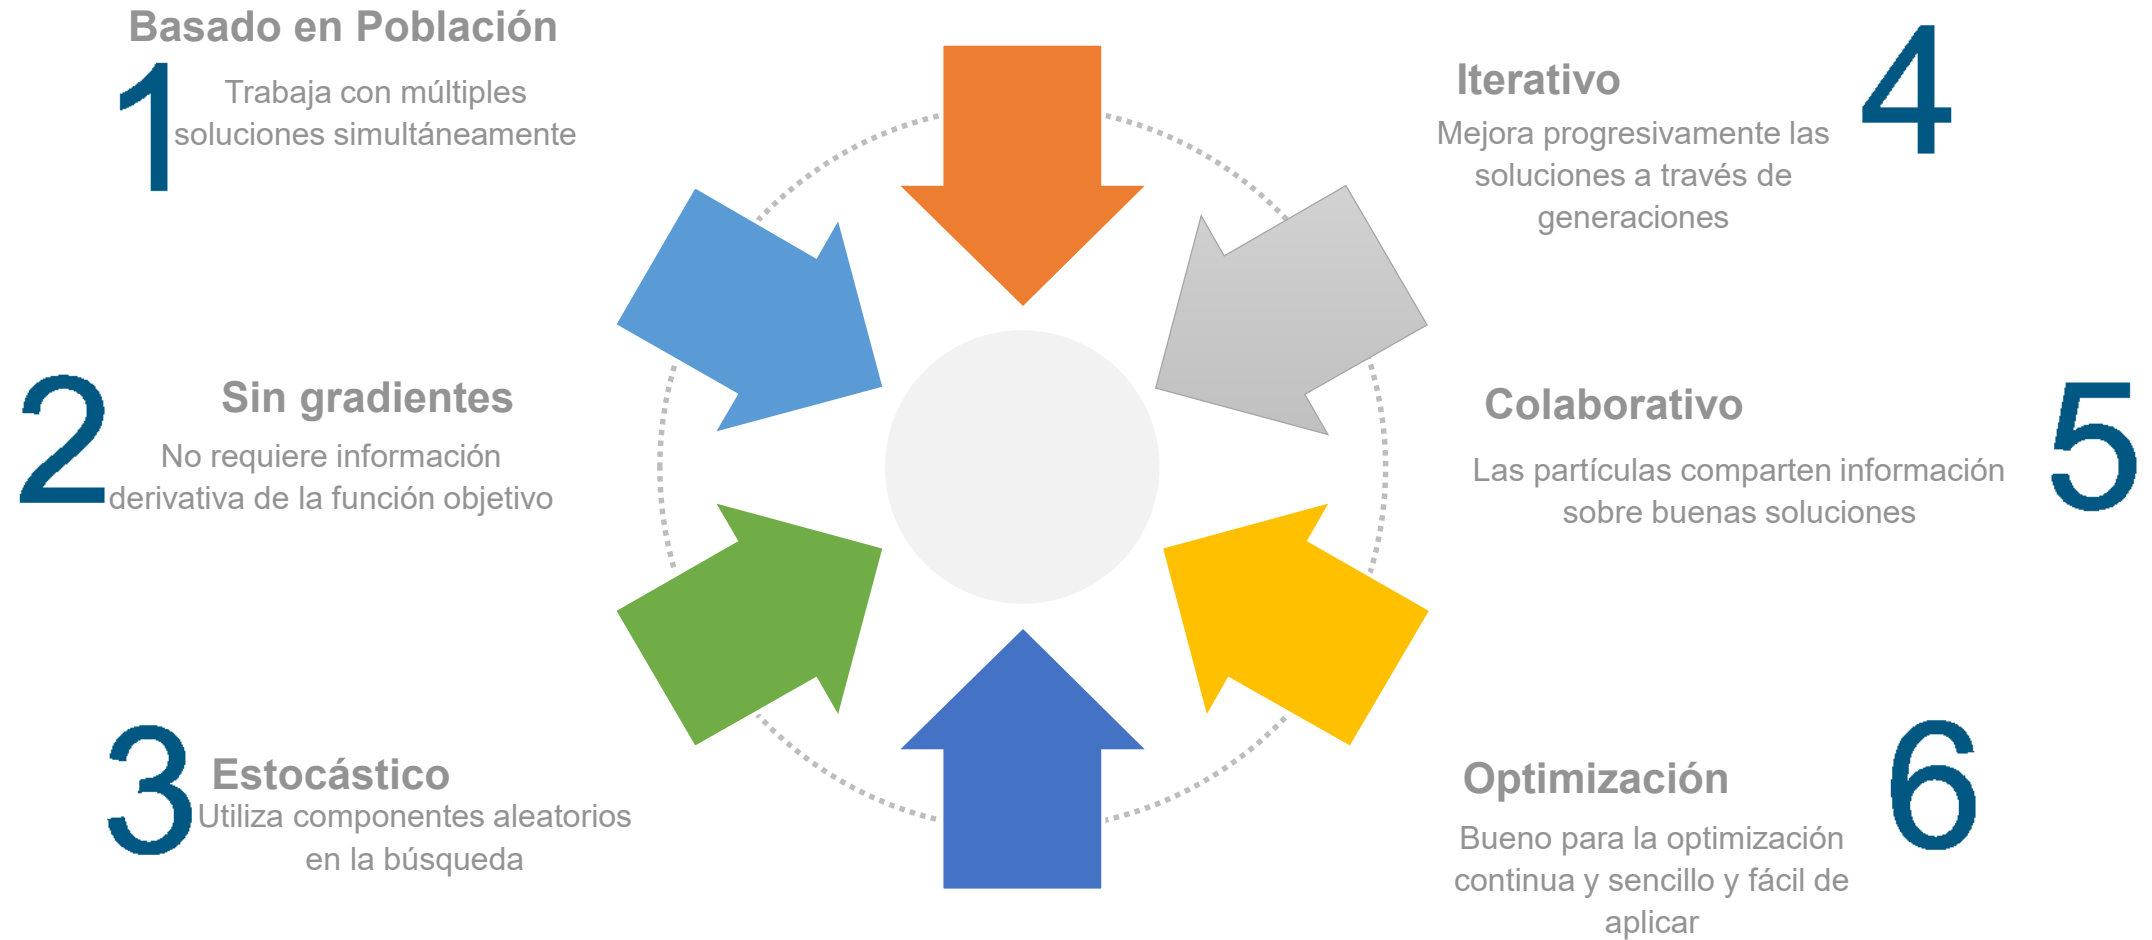 Basado en Población
1
Trabaja con múltiples
soluciones simultáneamente
2
Sin gradientes
No requiere información
derivativa de la función objetivo
3
Estocástico
Utiliza componentes aleatorios
en la búsqueda
4
Iterativo
Mejora progresivamente las
soluciones a través de
generaciones
5
Colaborativo
Las partículas comparten información
sobre buenas soluciones
6
Optimización
Bueno para la optimización
continua y sencillo y fácil de
aplicar